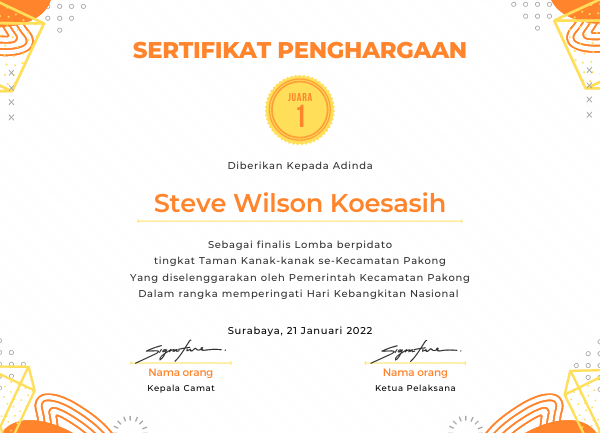 SERTIFIKAT PENGHARGAAN
JUARA
1
Diberikan Kepada Adinda
Steve Wilson Koesasih
Sebagai finalis Lomba berpidato
tingkat Taman Kanak-kanak se-Kecamatan Pakong
Yang diselenggarakan oleh Pemerintah Kecamatan Pakong
Dalam rangka memperingati Hari Kebangkitan Nasional
Surabaya, 21 Januari 2022
Signature Signature
Nama orang Nama orang
Kepala Camat Ketua Pelaksana